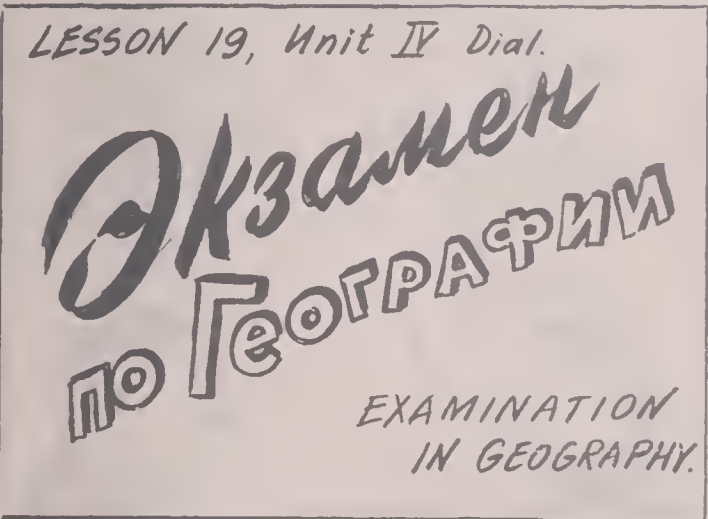 LESSON 19, Unit IV Dial.
Экзамен
по Географии
EXAMINATION
IN GEOGRAPHY.